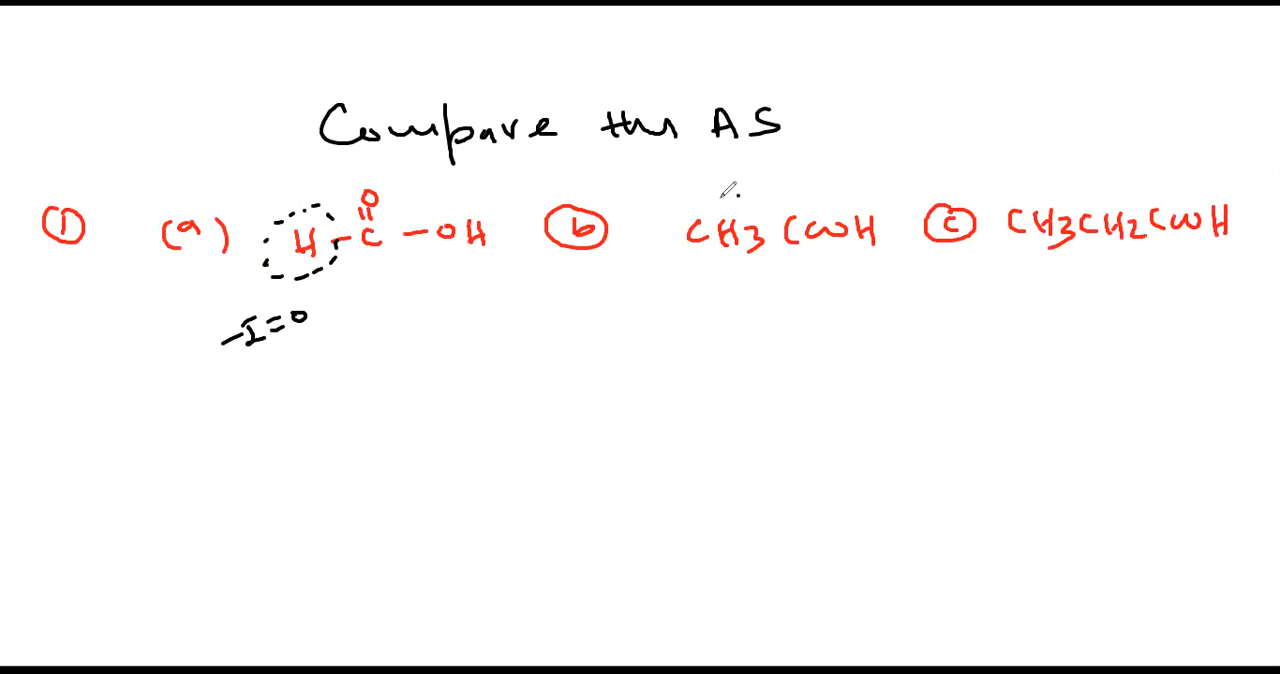 Compare the AS
① (a) H-C-OH ⓑ CH3COOH ⓒ CH3CH2COOH
O
-I=0